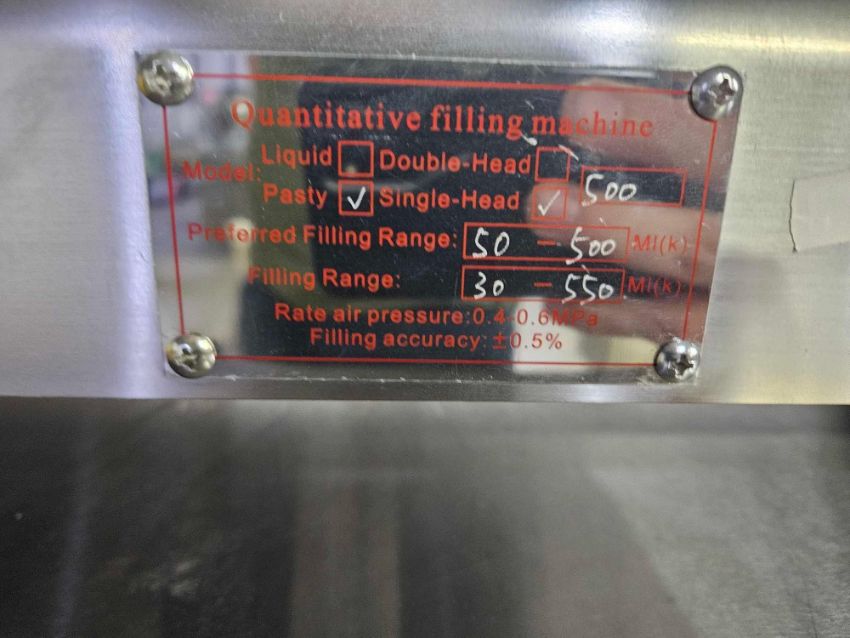 Quantitative filling machine
Model: Liquid Double-Head 500
Pasty ✓ Single-Head ✓
Preferred Filling Range: 50 - 500 Ml(k)
Filling Range: 30 - 550 Ml(k)
Rate air pressure:0.4-0.6MPa
Filling accuracy:±0.5%